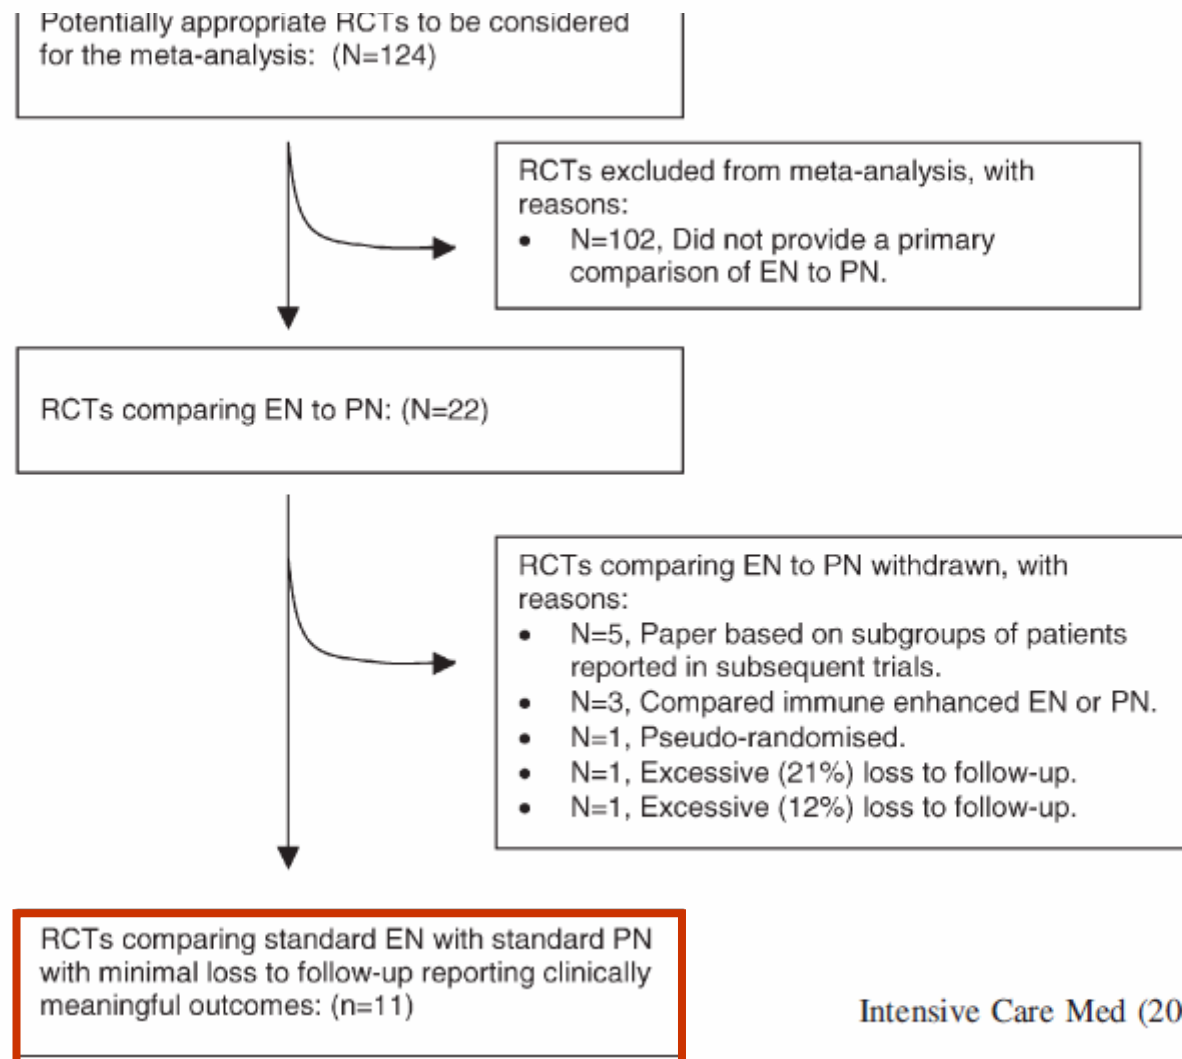 Potentially appropriate RCTs to be considered
for the meta-analysis: (N=124)
RCTs excluded from meta-analysis, with
reasons:
• N=102, Did not provide a primary
comparison of EN to PN.
RCTs comparing EN to PN: (N=22)
RCTs comparing EN to PN withdrawn, with
reasons:
• N=5, Paper based on subgroups of patients
reported in subsequent trials.
• N=3, Compared immune enhanced EN or PN.
• N=1, Pseudo-randomised.
• N=1, Excessive (21%) loss to follow-up.
• N=1, Excessive (12%) loss to follow-up.
RCTs comparing standard EN with standard PN
with minimal loss to follow-up reporting clinically
meaningful outcomes: (n=11)
Intensive Care Med (20